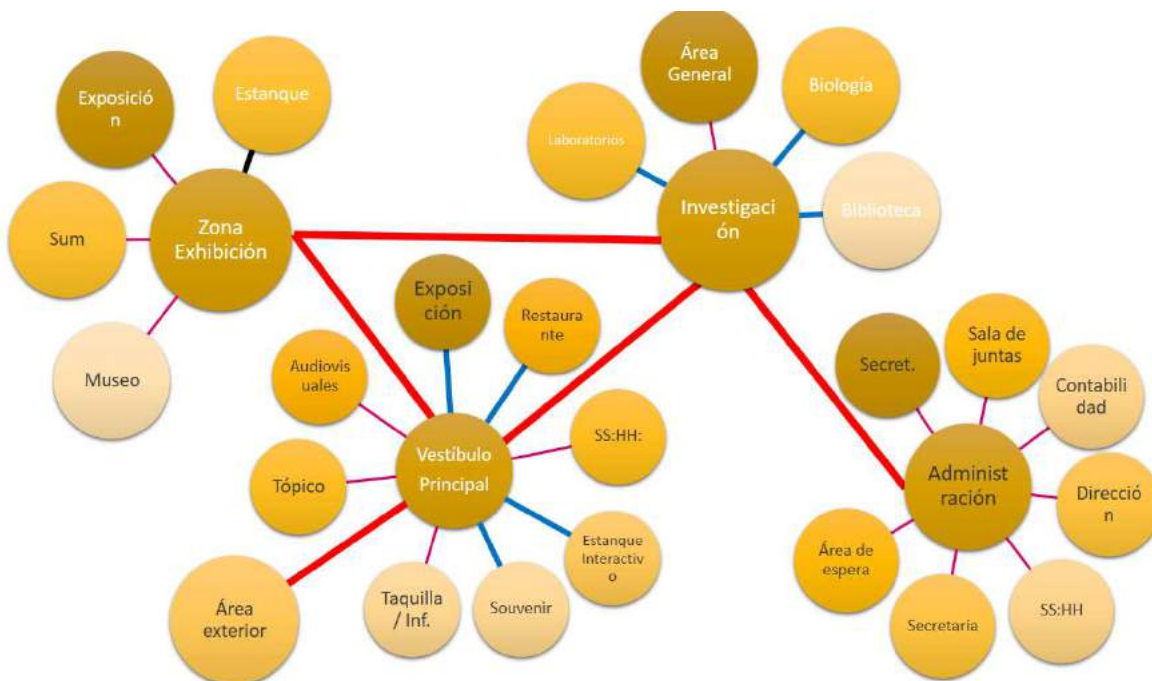 Exposició
n
Estanque
Sum
Zona
Exhibición
Museo
Área
General
Biología
Laboratorios
Investigaci
ón
Biblioteca
Exposi
ción
Restaura
nte
Audiovis
uales
SS:HH:
Vestíbulo
Principal
Tópico
Estanque
Interactiv
o
Área
exterior
Taquilla
/ Inf.
Souvenir
Secret.
Sala de
juntas
Contabili
dad
Administ
ración
Direcció
n
Área de
espera
Secretaria
SS:HH